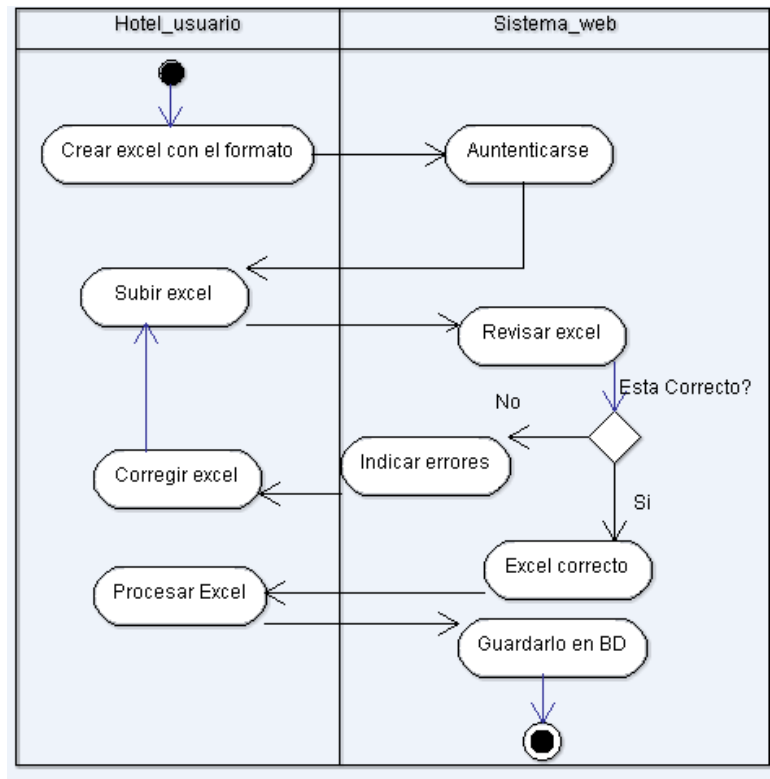 Hotel_usuario
Sistema_web
Crear excel con el formato
Auntenticarse
Subir excel
Revisar excel
Esta Correcto?
No
Indicar errores
Corregir excel
Si
Excel correcto
Procesar Excel
Guardarlo en BD